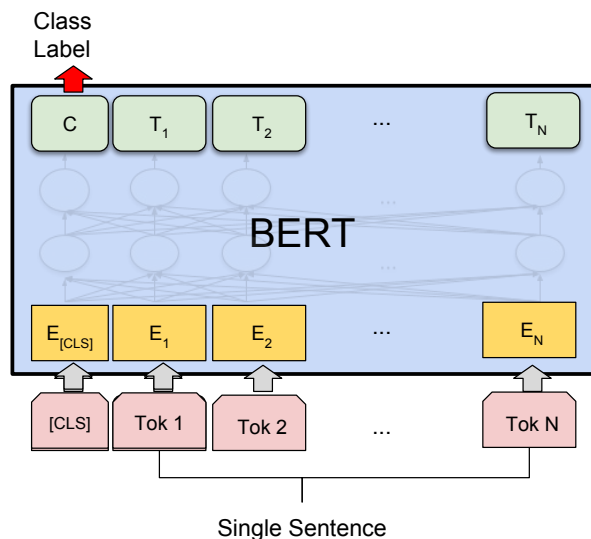 Class
Label
C T1 T2 ... TN
...
BERT
...
E[CLS] E1 E2 ... EN
[CLS] Tok 1 Tok 2 ... Tok N
Single Sentence